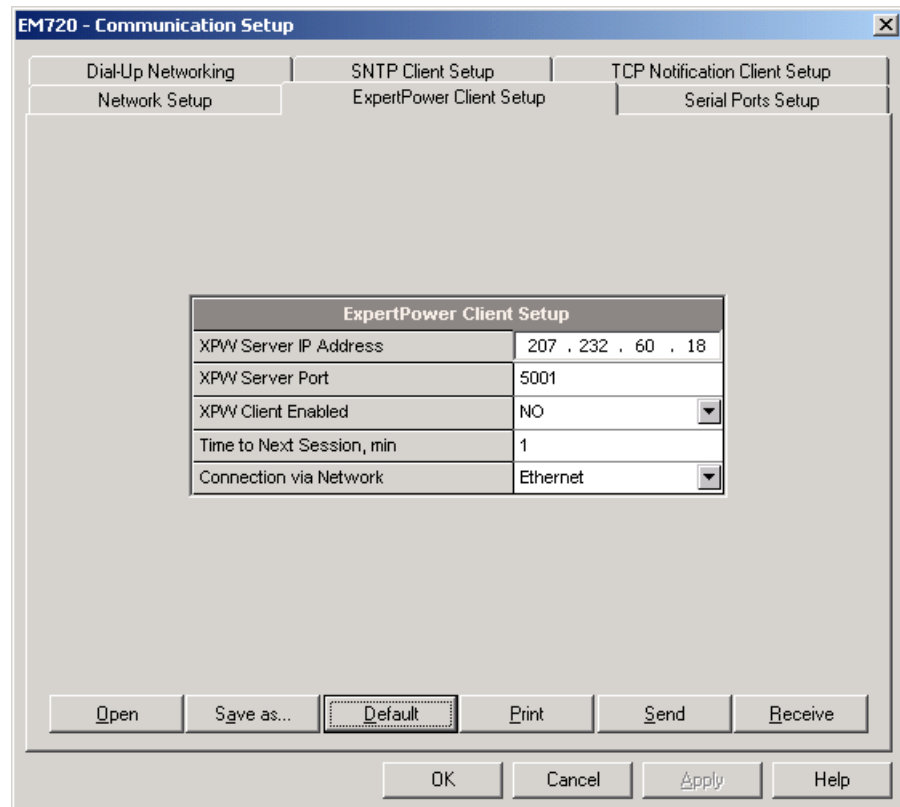 EM720 - Communication Setup
Dial-Up Networking SNTP Client Setup TCP Notification Client Setup
Network Setup ExpertPower Client Setup Serial Ports Setup
ExpertPower Client Setup
XPW Server IP Address 207 . 232 . 60 . 18
XPW Server Port 5001
XPW Client Enabled NO
Time to Next Session, min 1
Connection via Network Ethernet
Open Save as... Default Print Send Receive
OK Cancel Apply Help